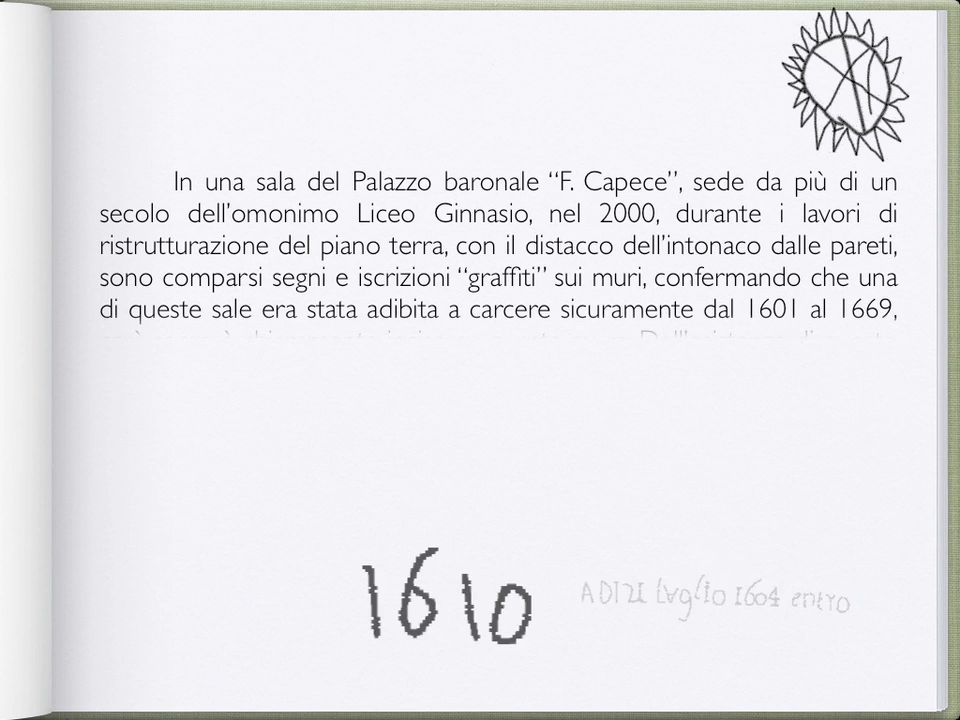 In una sala del Palazzo baronale “F. Capece”, sede da più di un
secolo dell’omonimo Liceo Ginnasio, nel 2000, durante i lavori di
ristrutturazione del piano terra, con il distacco dell’intonaco dalle pareti,
sono comparsi segni e iscrizioni “graffiti” sui muri, confermando che una
di queste sale era stata adibita a carcere sicuramente dal 1601 al 1669,
1610
luglio 1604 entro